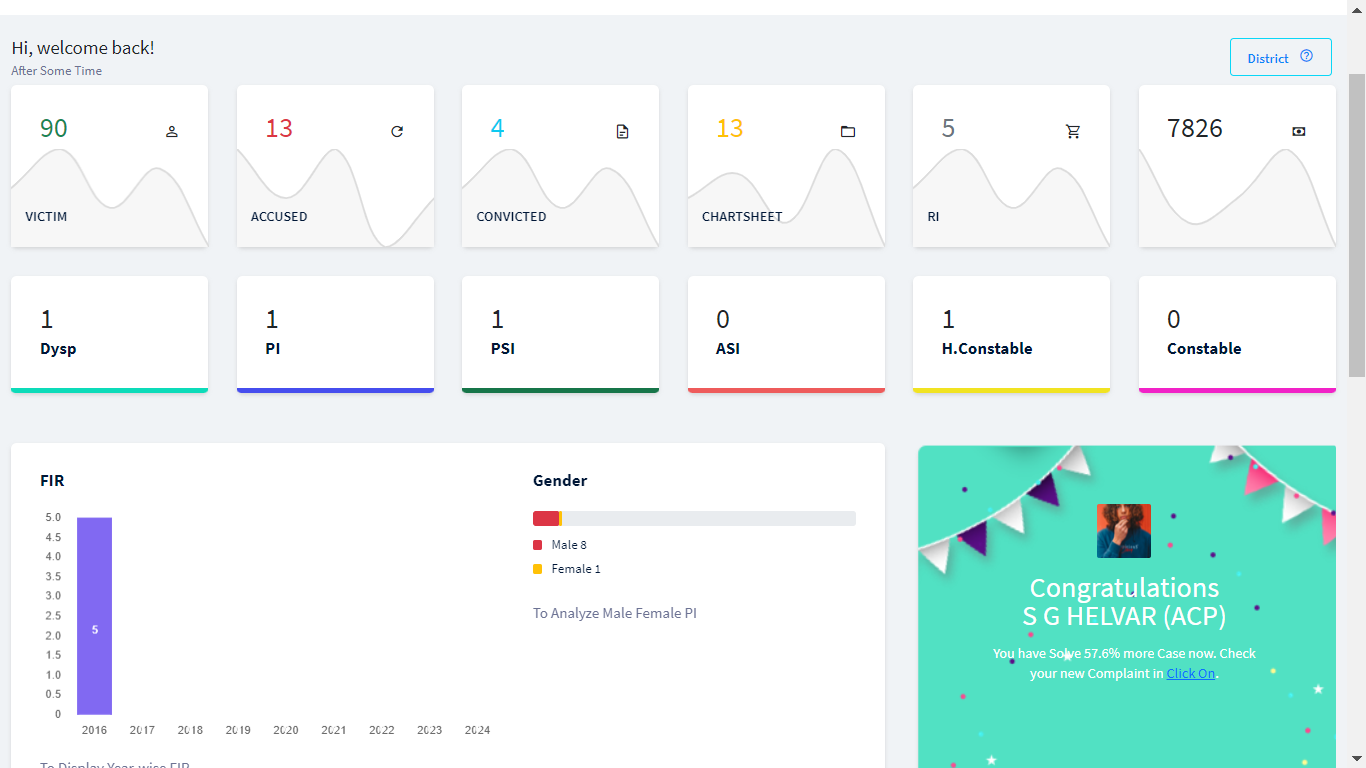 Hi, welcome back!
After Some Time
District
90
13
4
13
5
7826
VICTIM
ACCUSED
CONVICTED
CHARTSHEET
RI
1
1
1
0
1
0
Dysp
PI
PSI
ASI
H.Constable
Constable
FIR
5.0
4.5
4.0
3.5
3.0
2.5
2.0
1.5
1.0
0.5
0
5
2016 2017 2018 2019 2020 2021 2022 2023 2024
To Display Year wise FIR
Gender
Male 8
Female 1
To Analyze Male Female PI
Congratulations
S G HELVAR (ACP)
You have Solve 57.6% more Case now. Check
your new Complaint in Click On.